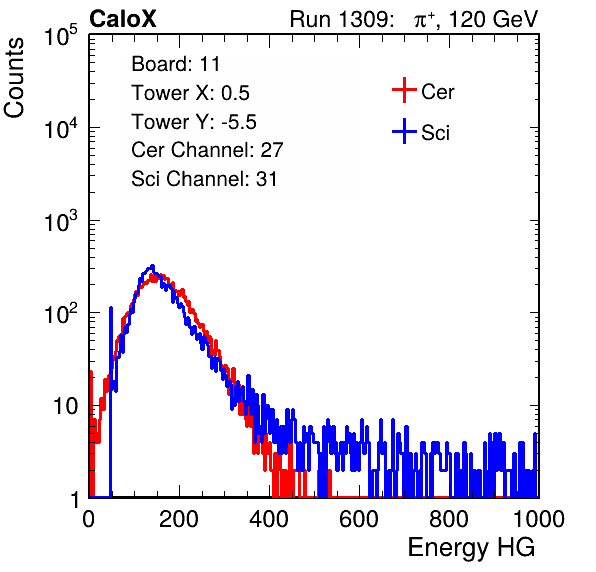 CaloX Run 1309: π⁺, 120 GeV
Counts
10⁵
10⁴
10³
10²
10
1
Board: 11
Tower X: 0.5
Tower Y: -5.5
Cer Channel: 27
Sci Channel: 31
Cer
Sci
0 200 400 600 800 1000
Energy HG